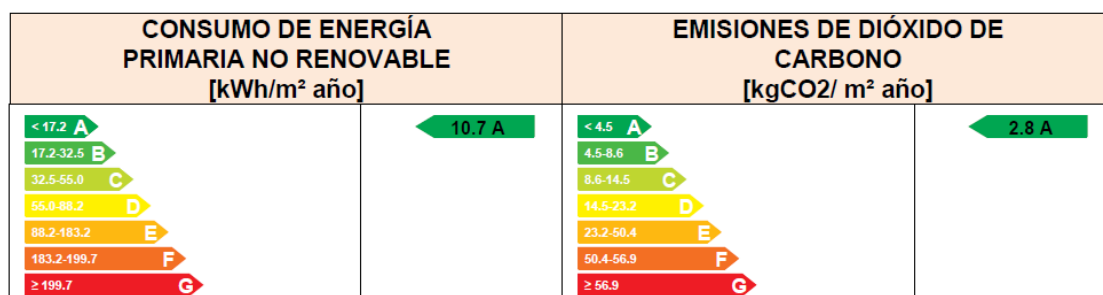 CONSUMO DE ENERGÍA
PRIMARIA NO RENOVABLE
[kWh/m² año]
EMISIONES DE DIÓXIDO DE
CARBONO
[kgCO2/ m² año]
< 17.2 A
17.2-32.5 B
32.5-55.0 C
55.0-88.2 D
88.2-183.2 E
183.2-199.7 F
≥ 199.7 G
10.7 A
< 4.5 A
4.5-8.6 B
8.6-14.5 C
14.5-23.2 D
23.2-50.4 E
50.4-56.9 F
≥ 56.9 G
2.8 A